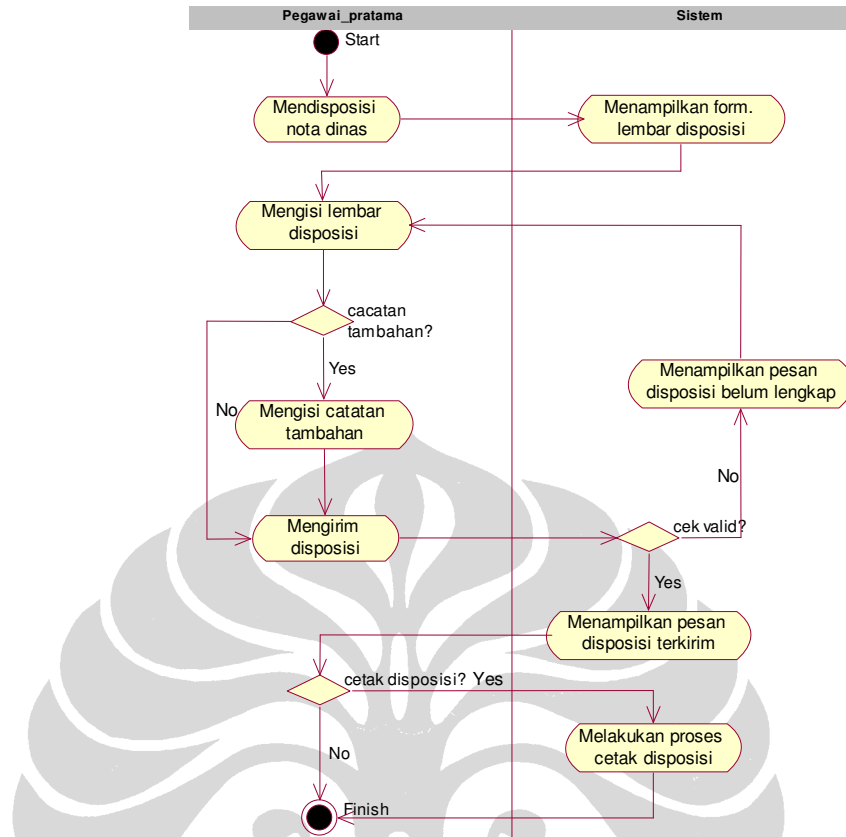 Pegawai_pratama
Sistem
Start
Mendisposisi
nota dinas
Menampilkan form.
lembar disposisi
Mengisi lembar
disposisi
cacatan
tambahan?
Yes
No
Mengisi catatan
tambahan
Menampilkan pesan
disposisi belum lengkap
No
Mengirim
disposisi
cek valid?
Yes
Menampilkan pesan
disposisi terkirim
cetak disposisi? Yes
Melakukan proses
cetak disposisi
No
Finish